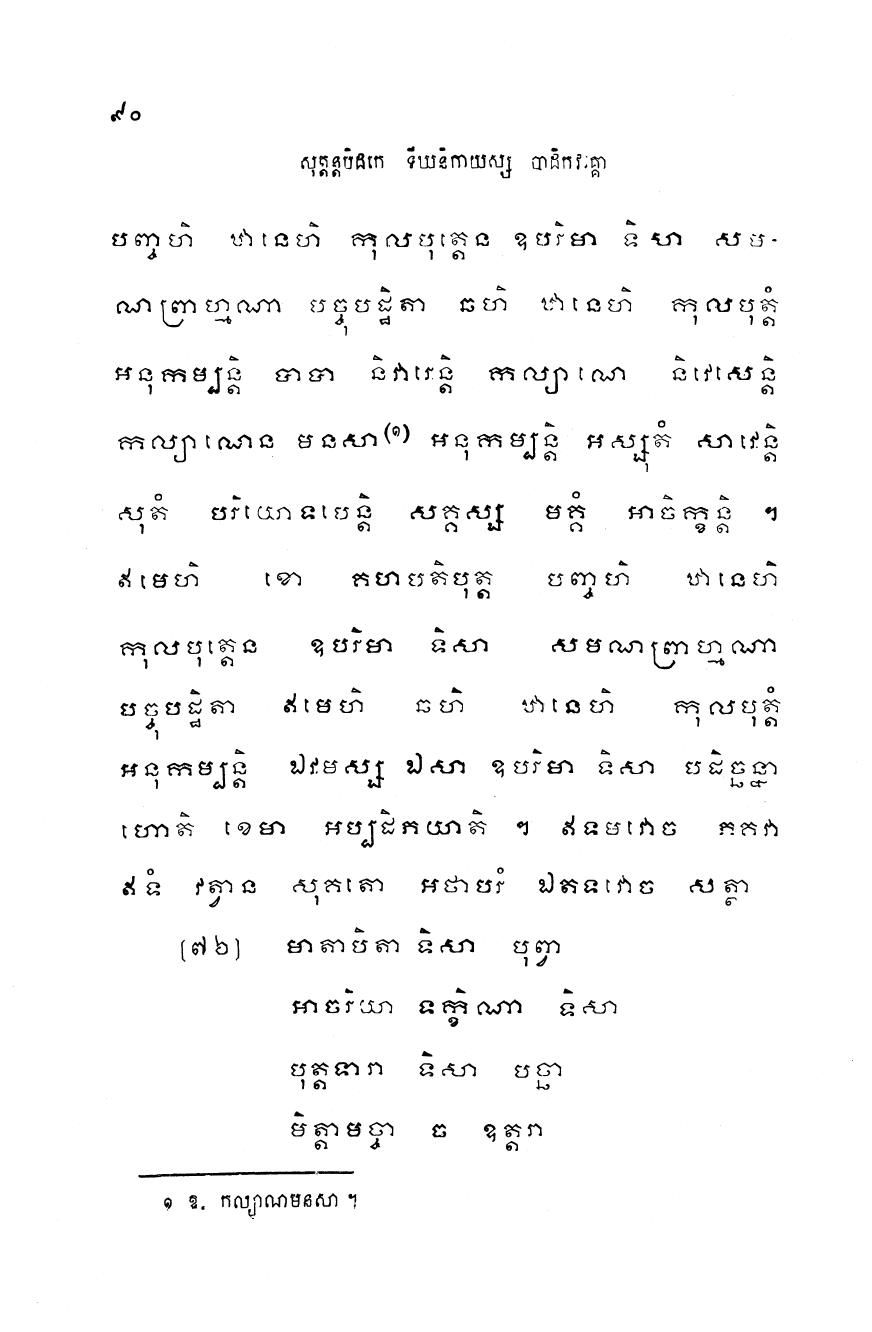 ៩០
សុត្តន្តបិដកេ ទីឃនិកាយស្ស បាដិកវគ្គោ
បញ្ចហិ ឋានេហិ កុលបុត្តេន ឧបរិមា ទិសា សម-
ណព្រាហ្មណា បច្ចុបដ្ឋិតា ឆហិ ឋានេហិ កុលបុត្តំ
អនុកម្បន្តិ បាបា និវារេន្តិ កល្យាណេ និវេសេន្តិ
កល្យាណេន មនសា(១) អនុកម្បន្តិ អស្សុតំ សាវេន្តិ
សុតំ បរិយោទបេន្តិ សគ្គស្ស មគ្គំ អាចិក្ខន្តិ ។
ឥមេហិ ខោ គហបតិបុត្ត បញ្ចហិ ឋានេហិ
កុលបុត្តេន ឧបរិមា ទិសា សមណព្រាហ្មណា
បច្ចុបដ្ឋិតា ឥមេហិ ឆហិ ឋានេហិ កុលបុត្តំ
អនុកម្បន្តិ ឯវមស្ស ឯសា ឧបរិមា ទិសា បដិច្ឆន្នា
ហោតិ ខេមា អប្បដិភយាតិ ។ ឥទមវោច ភគវា
ឥទំ វត្វាន សុគតោ អថាបរំ ឯតទវោច សត្ថា
[៧៦] មាតាបិតា ទិសា បុព្វា
អាចរិយា ទក្ខិណា ទិសា
បុត្តទារា ទិសា បច្ឆា
មិត្តាមច្ចា ច ឧត្តរា
១ ឱ. កល្យាណមនសា ។